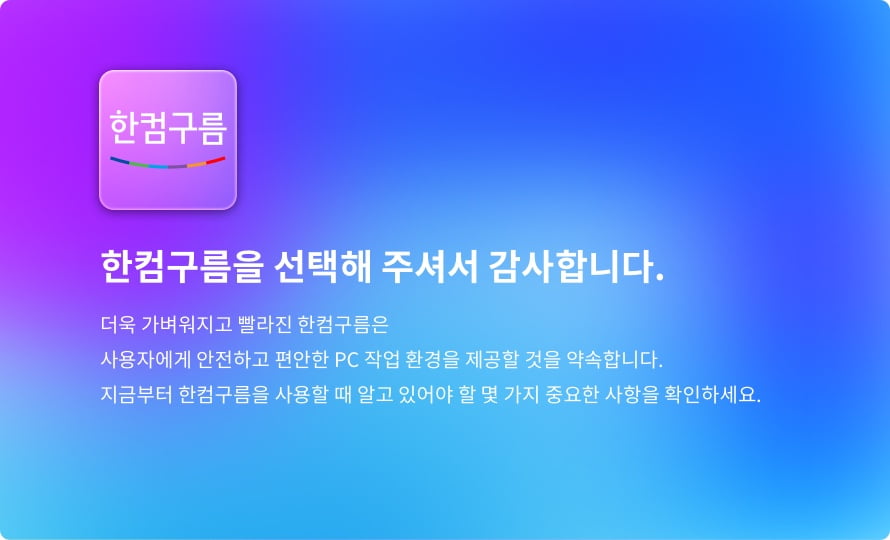 한컴구름
한컴구름을 선택해 주셔서 감사합니다.
더욱 가벼워지고 빨라진 한컴구름은
사용자에게 안전하고 편안한 PC 작업 환경을 제공할 것을 약속합니다.
지금부터 한컴구름을 사용할 때 알고 있어야 할 몇 가지 중요한 사항을 확인하세요.